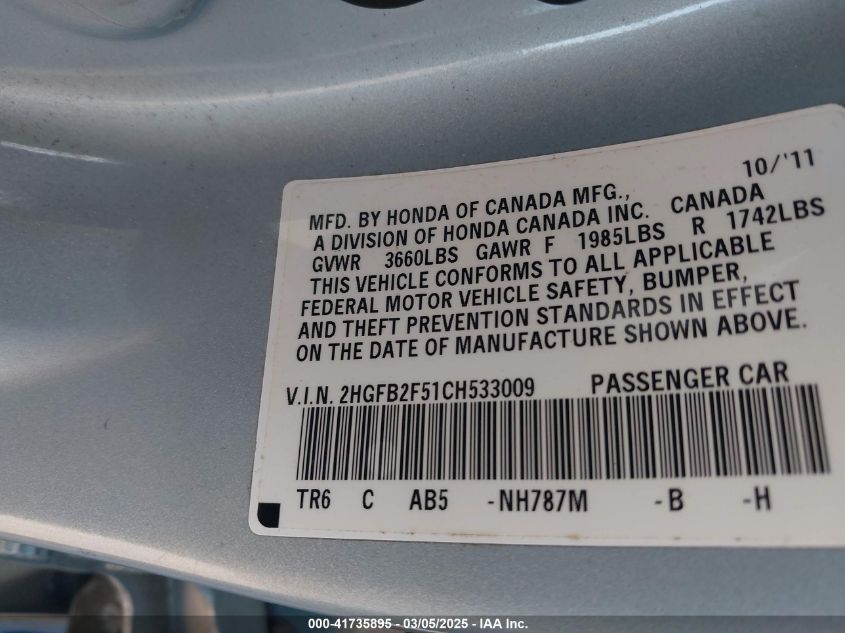 10/'11
MFD. BY HONDA OF CANADA MFG.,
A DIVISION OF HONDA CANADA INC. CANADA
GVWR 3660LBS GAWR F 1985LBS R 1742LBS
THIS VEHICLE CONFORMS TO ALL APPLICABLE
FEDERAL MOTOR VEHICLE SAFETY, BUMPER,
AND THEFT PREVENTION STANDARDS IN EFFECT
ON THE DATE OF MANUFACTURE SHOWN ABOVE.
V.I.N. 2HGFB2F51CH533009 PASSENGER CAR
TR6 C AB5 -NH787M -B -H
000-41735895 - 03/05/2025 - IAA Inc.